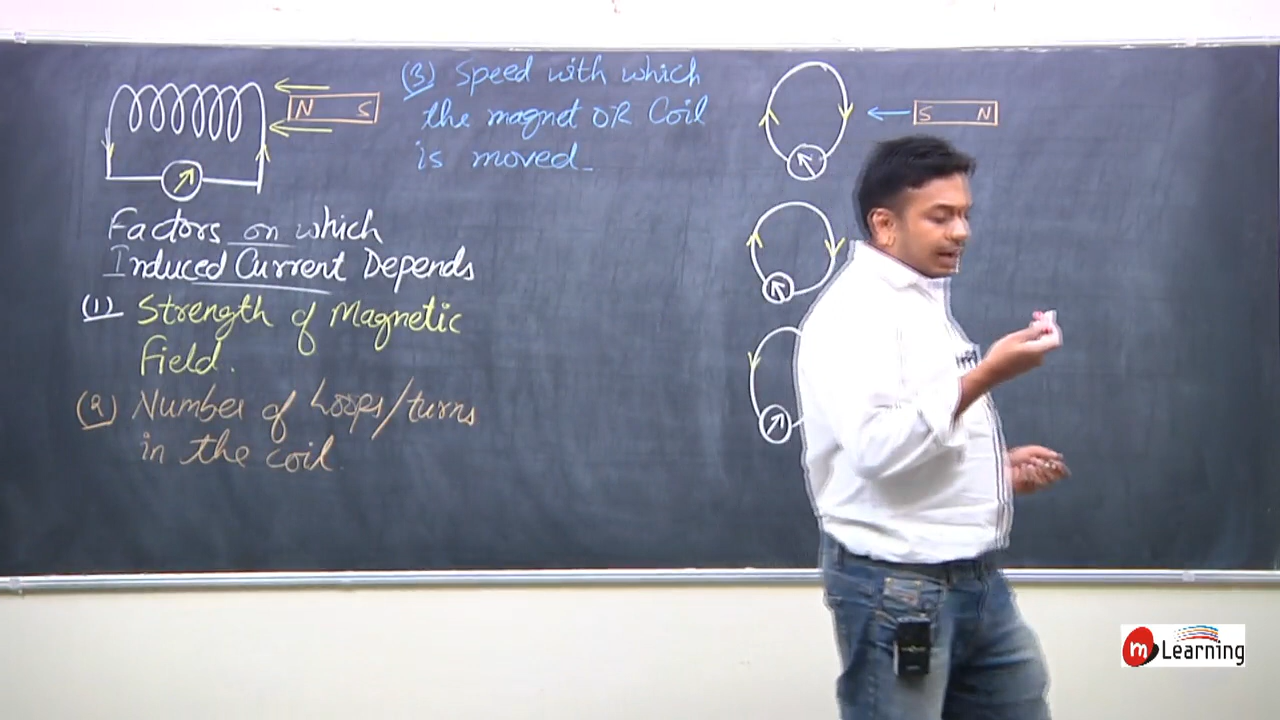 N S
(3) Speed with which
the magnet OR Coil
is moved
S N
Factors on which
Induced Current Depends
(1) Strength of Magnetic
Field.
(2) Number of Loops/turns
in the coil.
m Learning